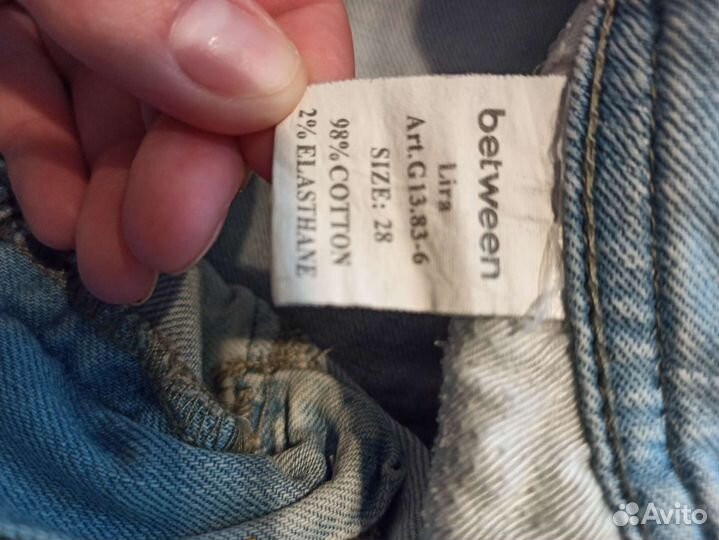 between
Lira
Art.G13.83-6
SIZE: 28
98% COTTON
2% ELASTHANE
Avito